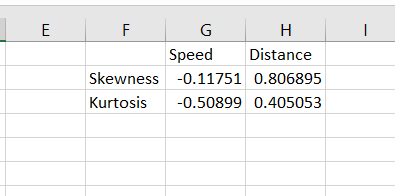 E F G H I
Speed Distance
Skewness -0.11751 0.806895
Kurtosis -0.50899 0.405053